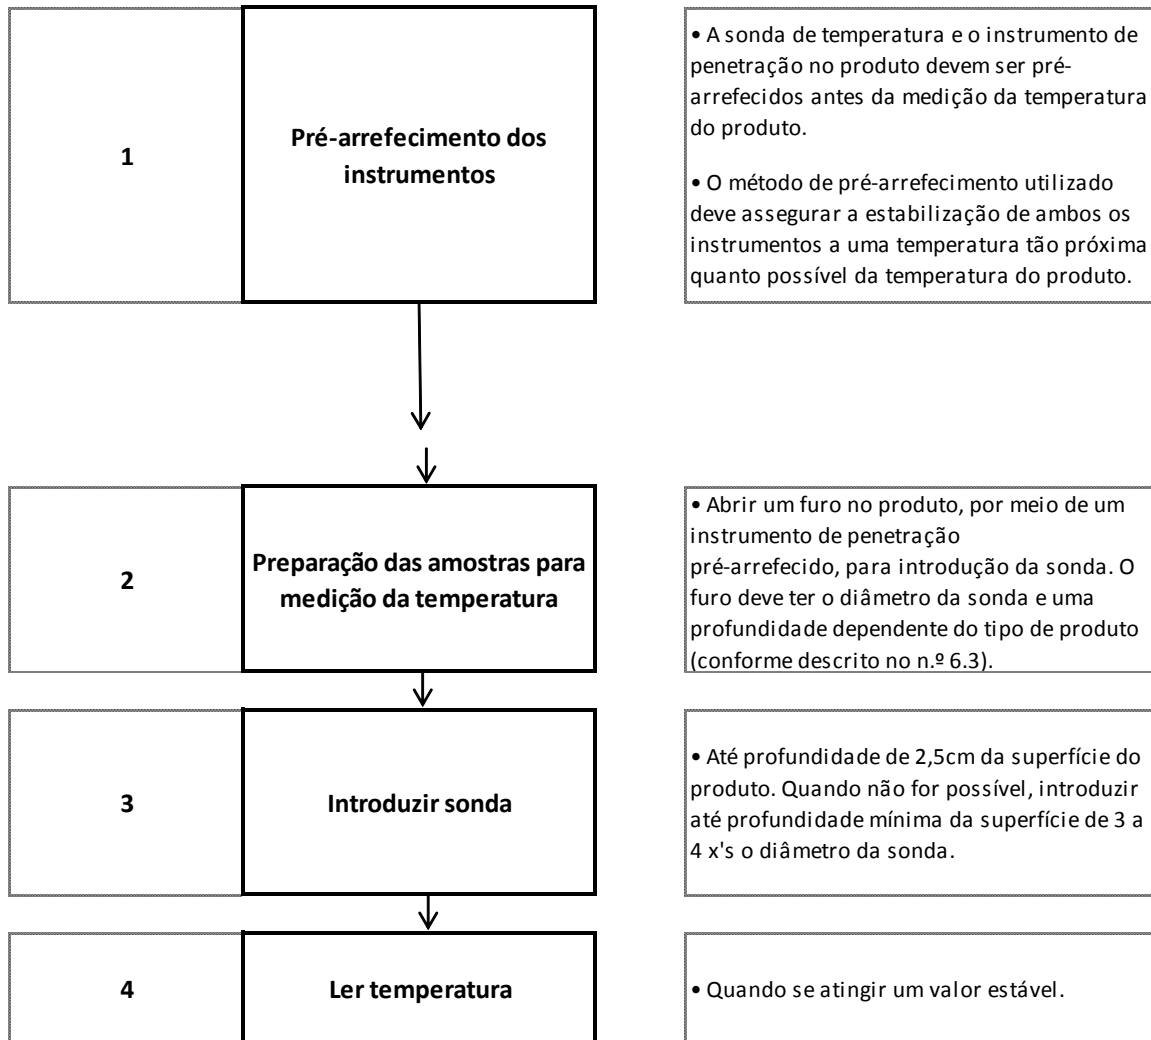 1
Pré-arrefecimento dos
instrumentos
• A sonda de temperatura e o instrumento de
penetração no produto devem ser pré-
arrefecidos antes da medição da temperatura
do produto.
• O método de pré-arrefecimento utilizado
deve assegurar a estabilização de ambos os
instrumentos a uma temperatura tão próxima
quanto possível da temperatura do produto.
2
Preparação das amostras para
medição da temperatura
• Abrir um furo no produto, por meio de um
instrumento de penetração
pré-arrefecido, para introdução da sonda. O
furo deve ter o diâmetro da sonda e uma
profundidade dependente do tipo de produto
(conforme descrito no n.º 6.3).
3
Introduzir sonda
• Até profundidade de 2,5cm da superfície do
produto. Quando não for possível, introduzir
até profundidade mínima da superfície de 3 a
4 x's o diâmetro da sonda.
4
Ler temperatura
• Quando se atingir um valor estável.